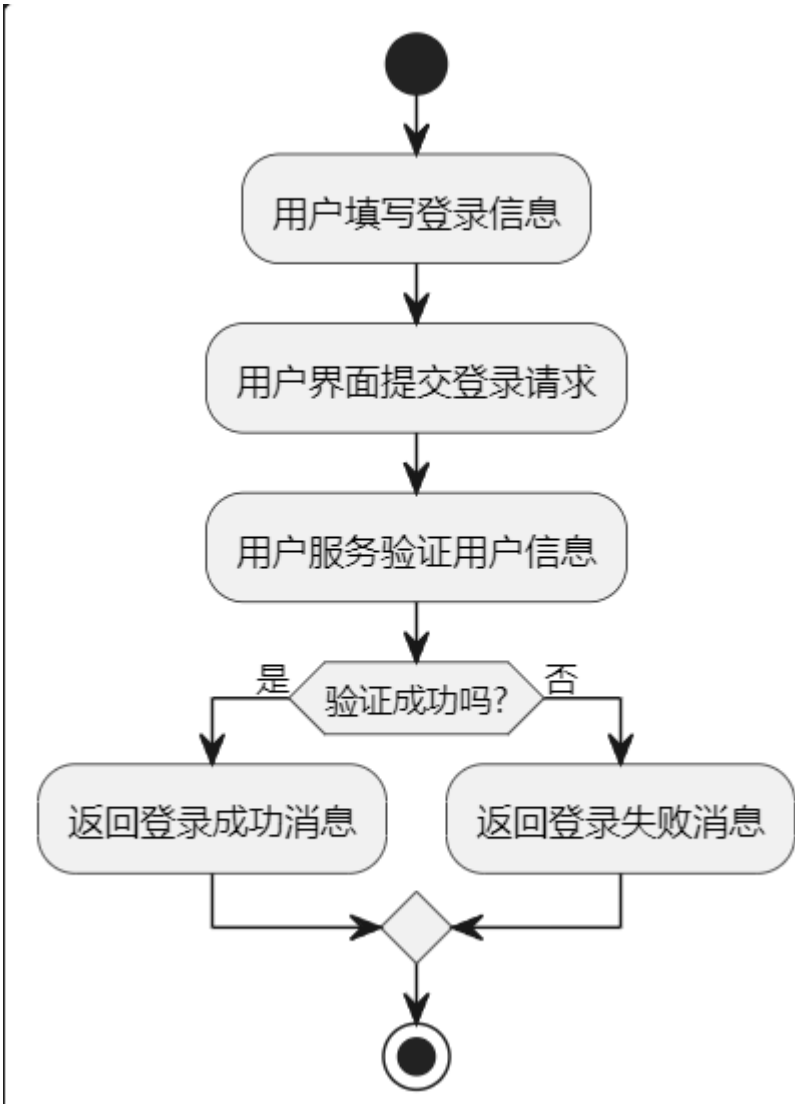 用户填写登录信息
用户界面提交登录请求
用户服务验证用户信息
是
验证成功吗?
否
返回登录成功消息
返回登录失败消息